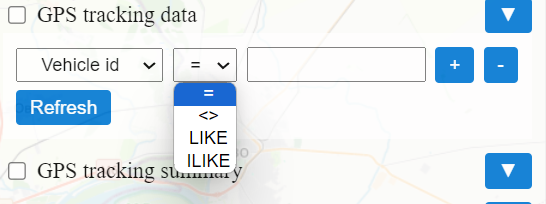 GPS tracking data ▼
Vehicle id = + -
Refresh
=
<>
LIKE
ILIKE
GPS tracking summary ▼